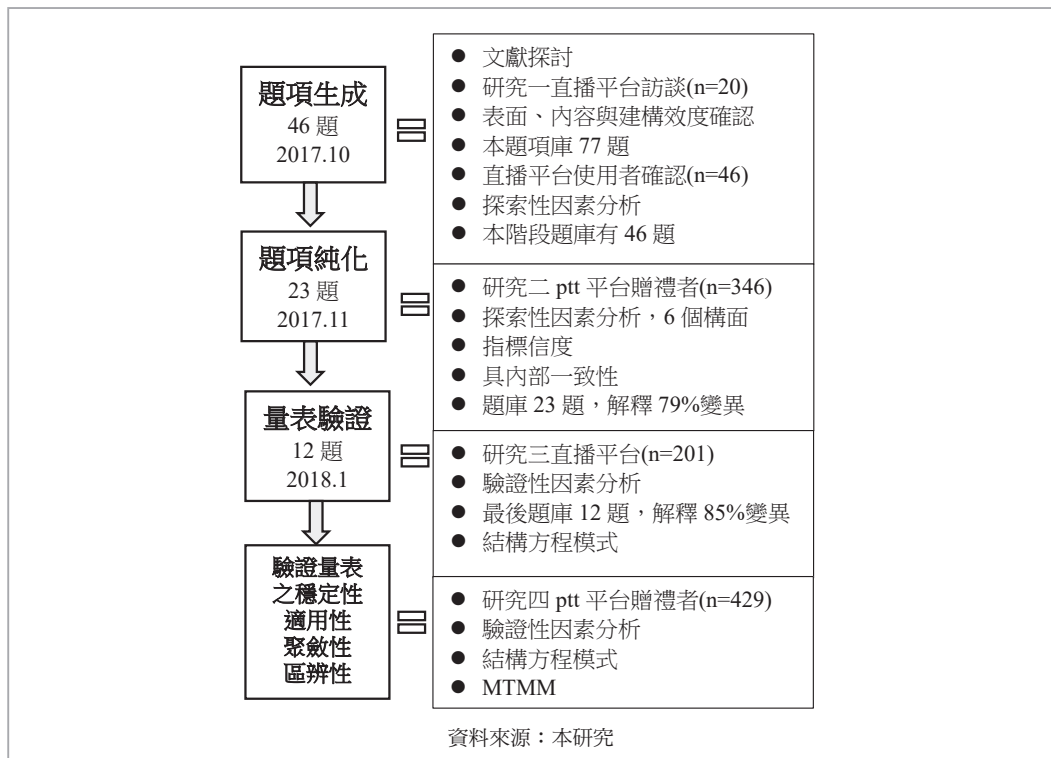 題項生成
46 題
2017.10
● 文獻探討
● 研究一直播平台訪談(n=20)
● 表面、內容與建構效度確認
● 本題項庫 77 題
● 直播平台使用者確認(n=46)
● 探索性因素分析
● 本階段題庫有 46 題
題項純化
23 題
2017.11
● 研究二 ptt 平台贈禮者(n=346)
● 探索性因素分析，6 個構面
● 指標信度
● 具內部一致性
● 題庫 23 題，解釋 79%變異
量表驗證
12 題
2018.1
● 研究三直播平台(n=201)
● 驗證性因素分析
● 最後題庫 12 題，解釋 85%變異
● 結構方程模式
驗證量表
之穩定性
適用性
聚斂性
區辨性
● 研究四 ptt 平台贈禮者(n=429)
● 驗證性因素分析
● 結構方程模式
● MTMM
資料來源：本研究